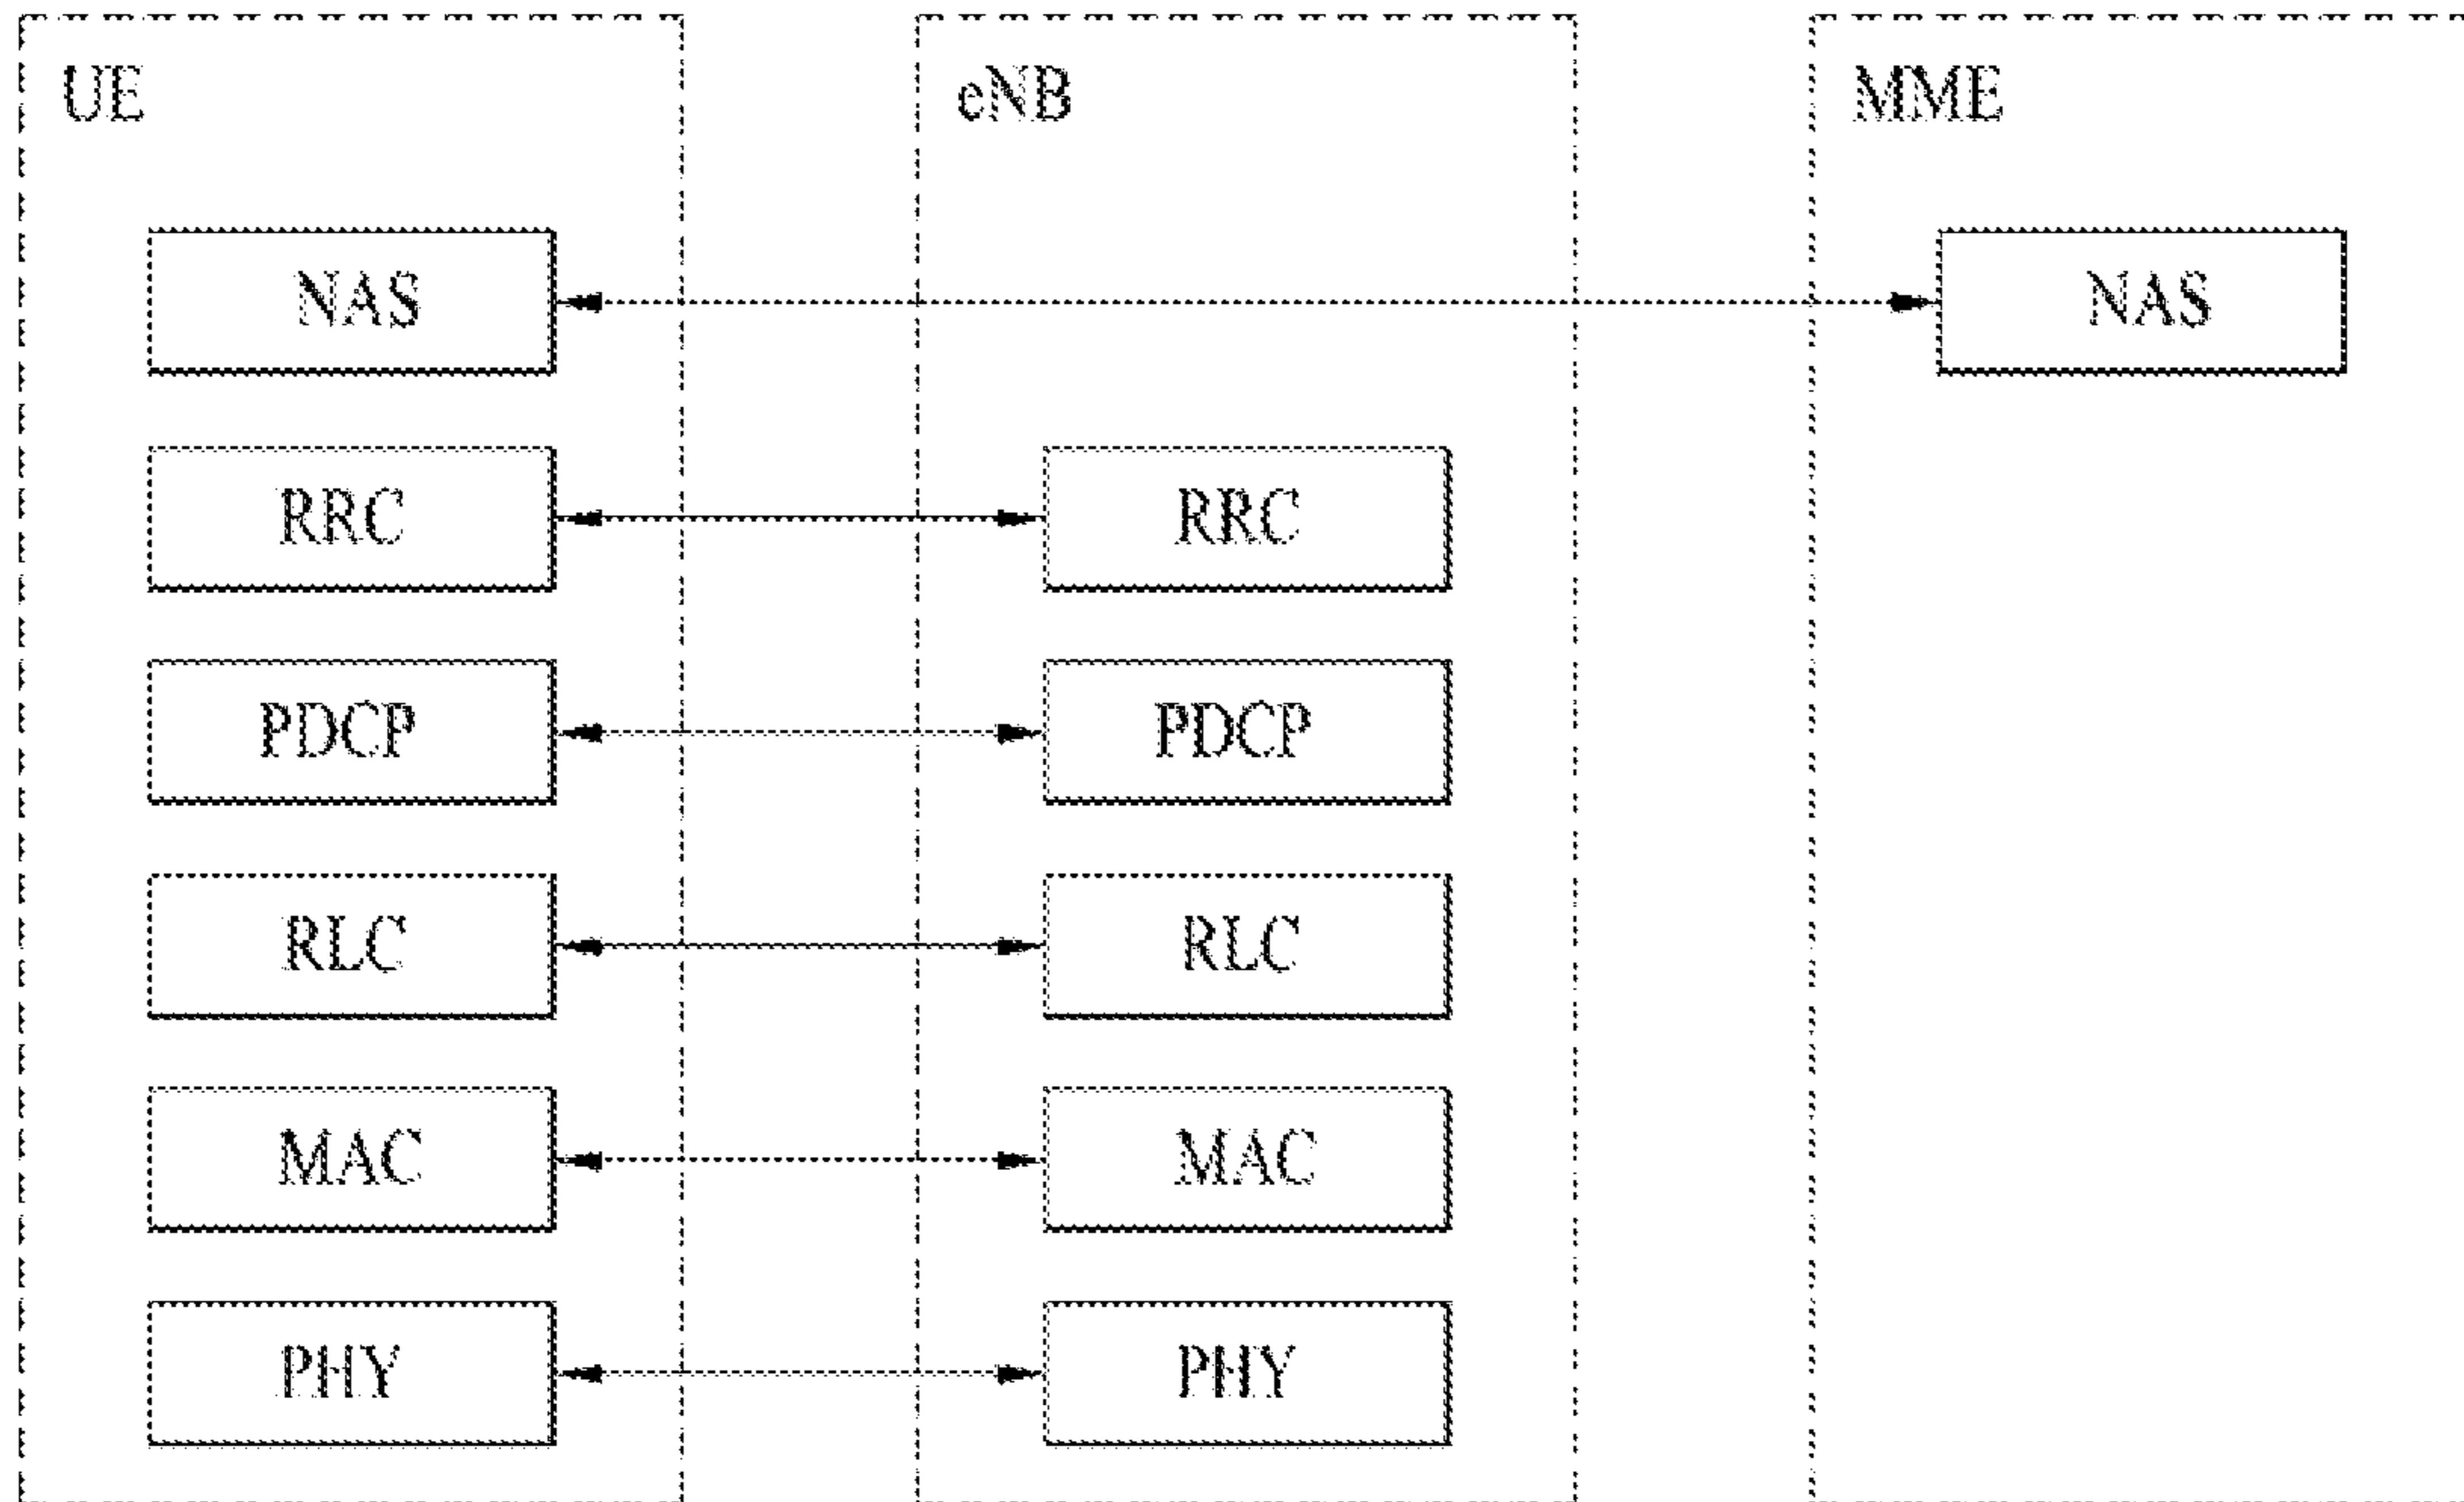 UE eNB MME
NAS NAS
RRC RRC
PDCP PDCP
RLC RLC
MAC MAC
PHY PHY